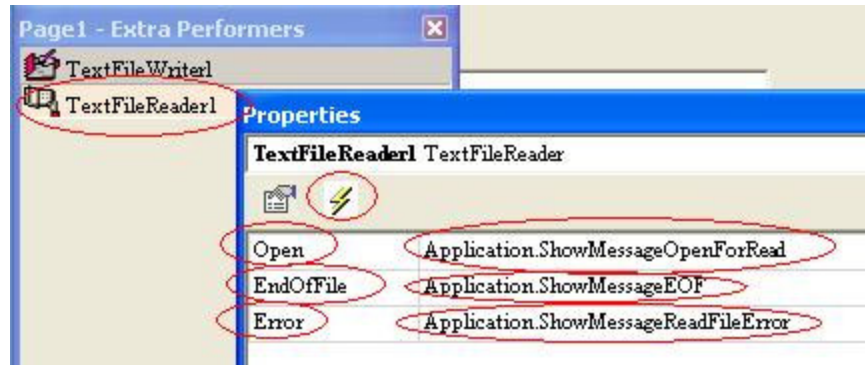 Page1 - Extra Performers
TextFileWriter1
TextFileReader1
Properties
TextFileReader1 TextFileReader
Open Application.ShowMessageOpenForRead
EndOfFile Application.ShowMessageEOF
Error Application.ShowMessageReadFileError